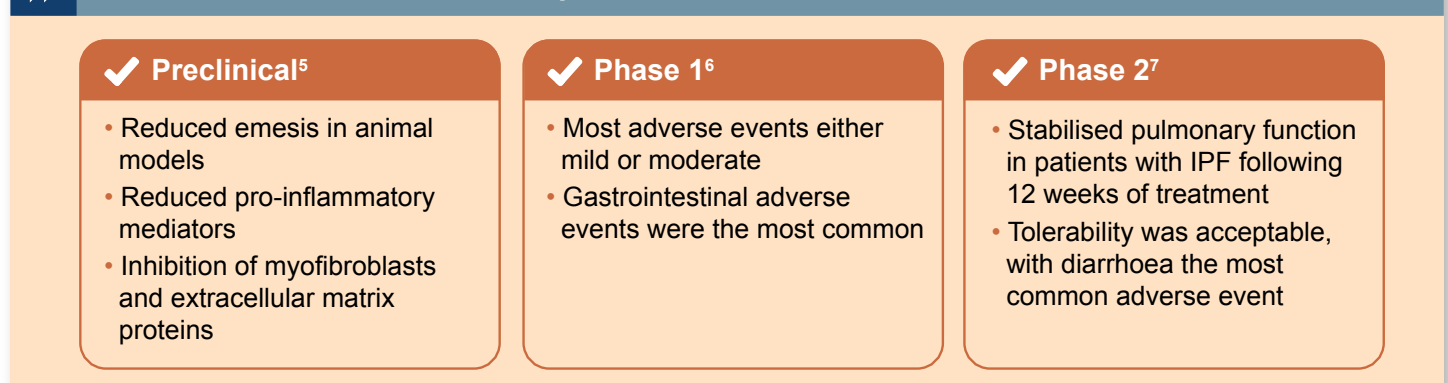 Preclinical⁵
• Reduced emesis in animal
models
• Reduced pro-inflammatory
mediators
• Inhibition of myofibroblasts
and extracellular matrix
proteins
Phase 1⁶
• Most adverse events either
mild or moderate
• Gastrointestinal adverse
events were the most common
Phase 2⁷
• Stabilised pulmonary function
in patients with IPF following
12 weeks of treatment
• Tolerability was acceptable,
with diarrhoea the most
common adverse event